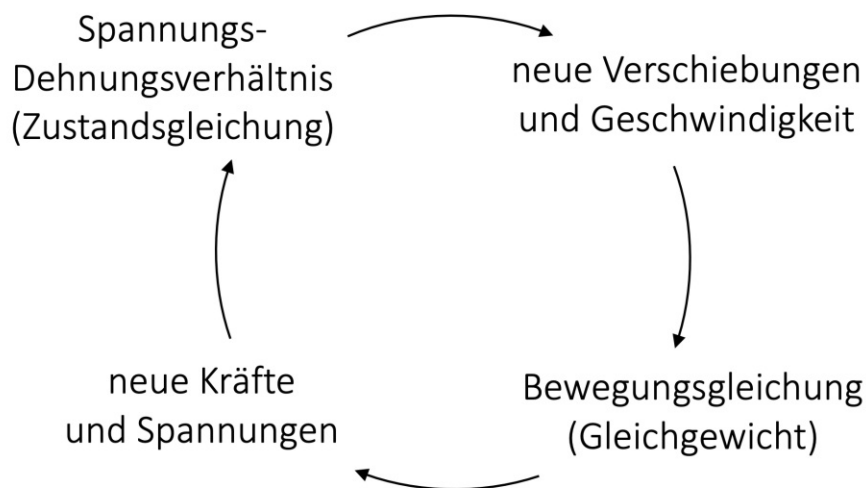 Spannungs-
Dehnungsverhältnis
(Zustandsgleichung)
neue Verschiebungen
und Geschwindigkeit
Bewegungsgleichung
(Gleichgewicht)
neue Kräfte
und Spannungen